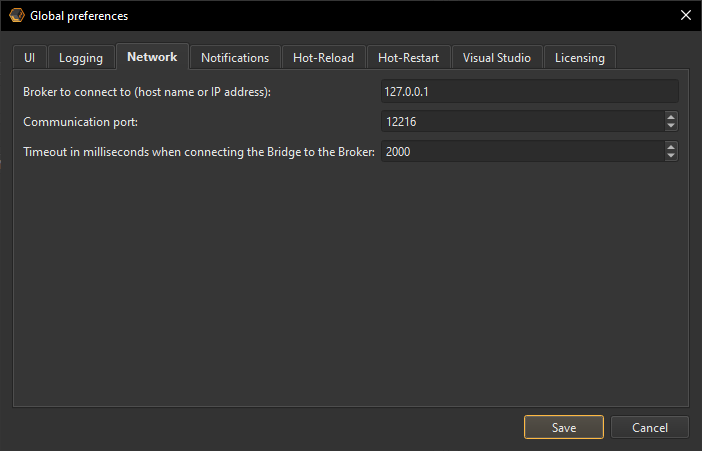 Global preferences
UI Logging Network Notifications Hot-Reload Hot-Restart Visual Studio Licensing
Broker to connect to (host name or IP address): 127.0.0.1
Communication port: 12216
Timeout in milliseconds when connecting the Bridge to the Broker: 2000
Save Cancel